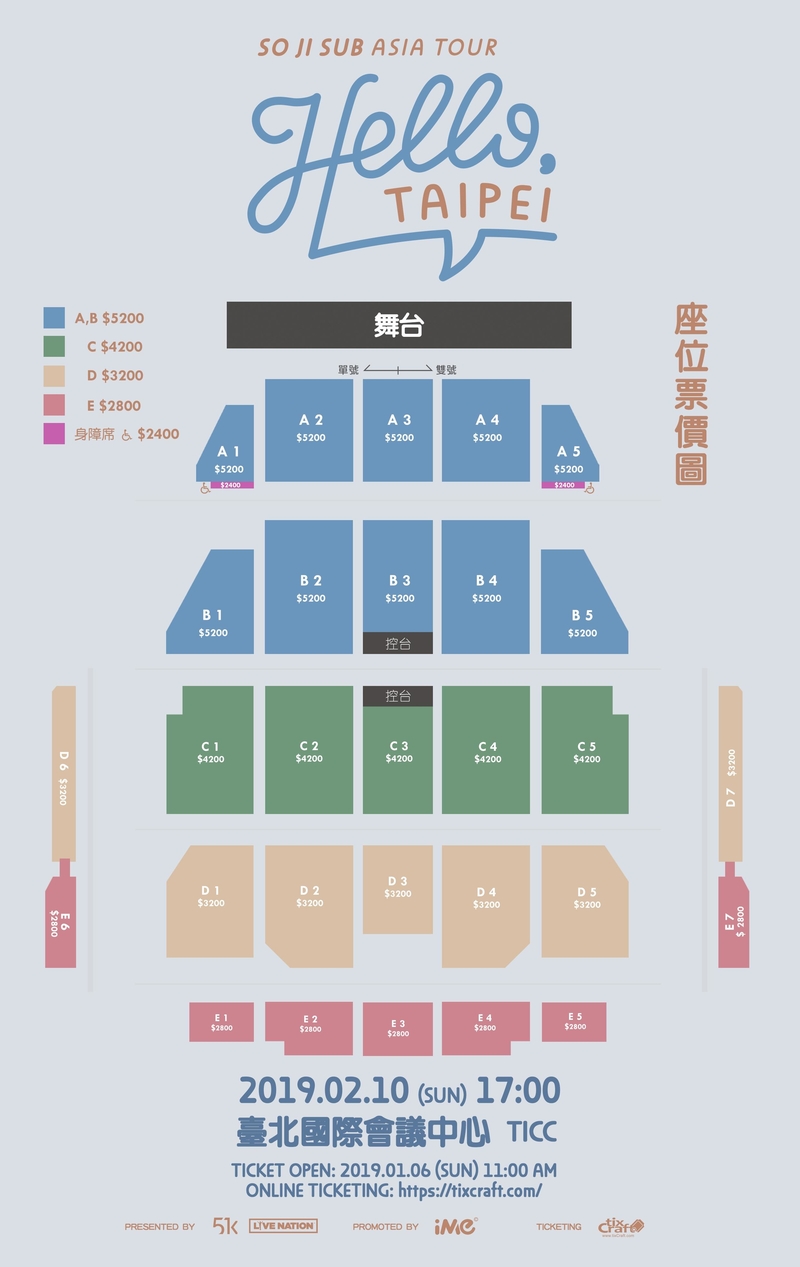 SO JI SUB ASIA TOUR
Hello,
TAIPEI
A,B $5200
C $4200
D $3200
E $2800
身障席 $2400
座位票價圖
舞台
單號 雙號
A 1
$5200
$2400
A 2
$5200
A 3
$5200
A 4
$5200
A 5
$5200
$2400
B 1
$5200
B 2
$5200
B 3
$5200
控台
B 4
$5200
B 5
$5200
C 1
$4200
C 2
$4200
控台
C 3
$4200
C 4
$4200
C 5
$4200
D 6 $3200
D 7 $3200
D 1
$3200
D 2
$3200
D 3
$3200
D 4
$3200
D 5
$3200
E 6
$2800
E 7
$ 2800
E 1
$2800
E 2
$2800
E 3
$2800
E 4
$2800
E 5
$2800
2019.02.10 (SUN) 17:00
臺北國際會議中心 TICC
TICKET OPEN: 2019.01.06 (SUN) 11:00 AM
ONLINE TICKETING: https://tixcraft.com/
PRESENTED BY 51K LIVE NATION PROMOTED BY iMe TICKETING tixCraft
www.tixCraft.com